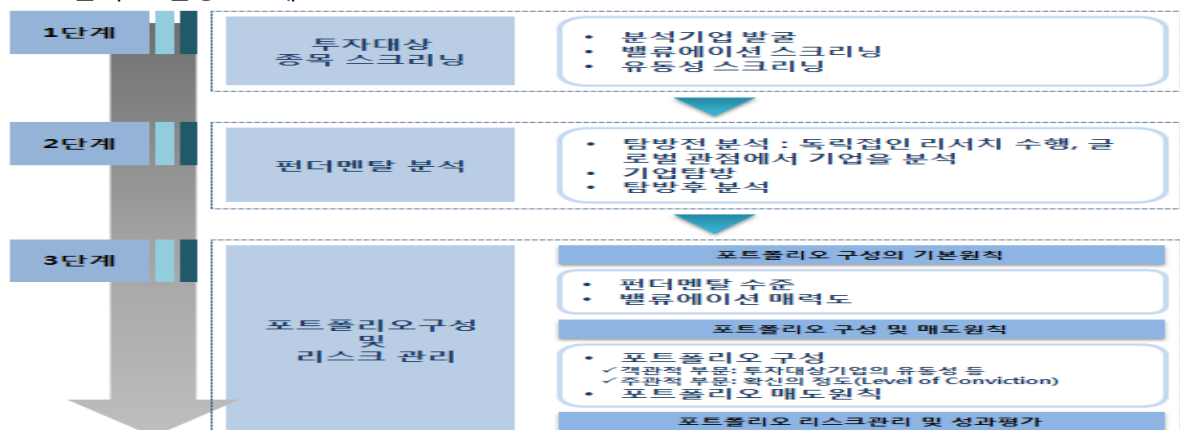 1단계
투자대상
종목 스크리닝
• 분석기업 발굴
• 밸류에이션 스크리닝
• 유동성 스크리닝
2단계
펀더멘탈 분석
• 탐방전 분석 : 독립접인 리서치 수행, 글
로벌 관점에서 기업을 분석
• 기업탐방
• 탐방후 분석
3단계
포트폴리오구성
및
리스크 관리
포트폴리오 구성의 기본원칙
• 펀더멘탈 수준
• 밸류에이션 매력도
포트폴리오 구성 및 매도원칙
• 포트폴리오 구성
✓객관적 부문: 투자대상기업의 유동성 등
✓주관적 부문: 확신의 정도(Level of Conviction)
• 포트폴리오 매도원칙
포트폴리오 리스크관리 및 성과평가